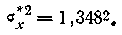 σ*²ₓ = 1,348².